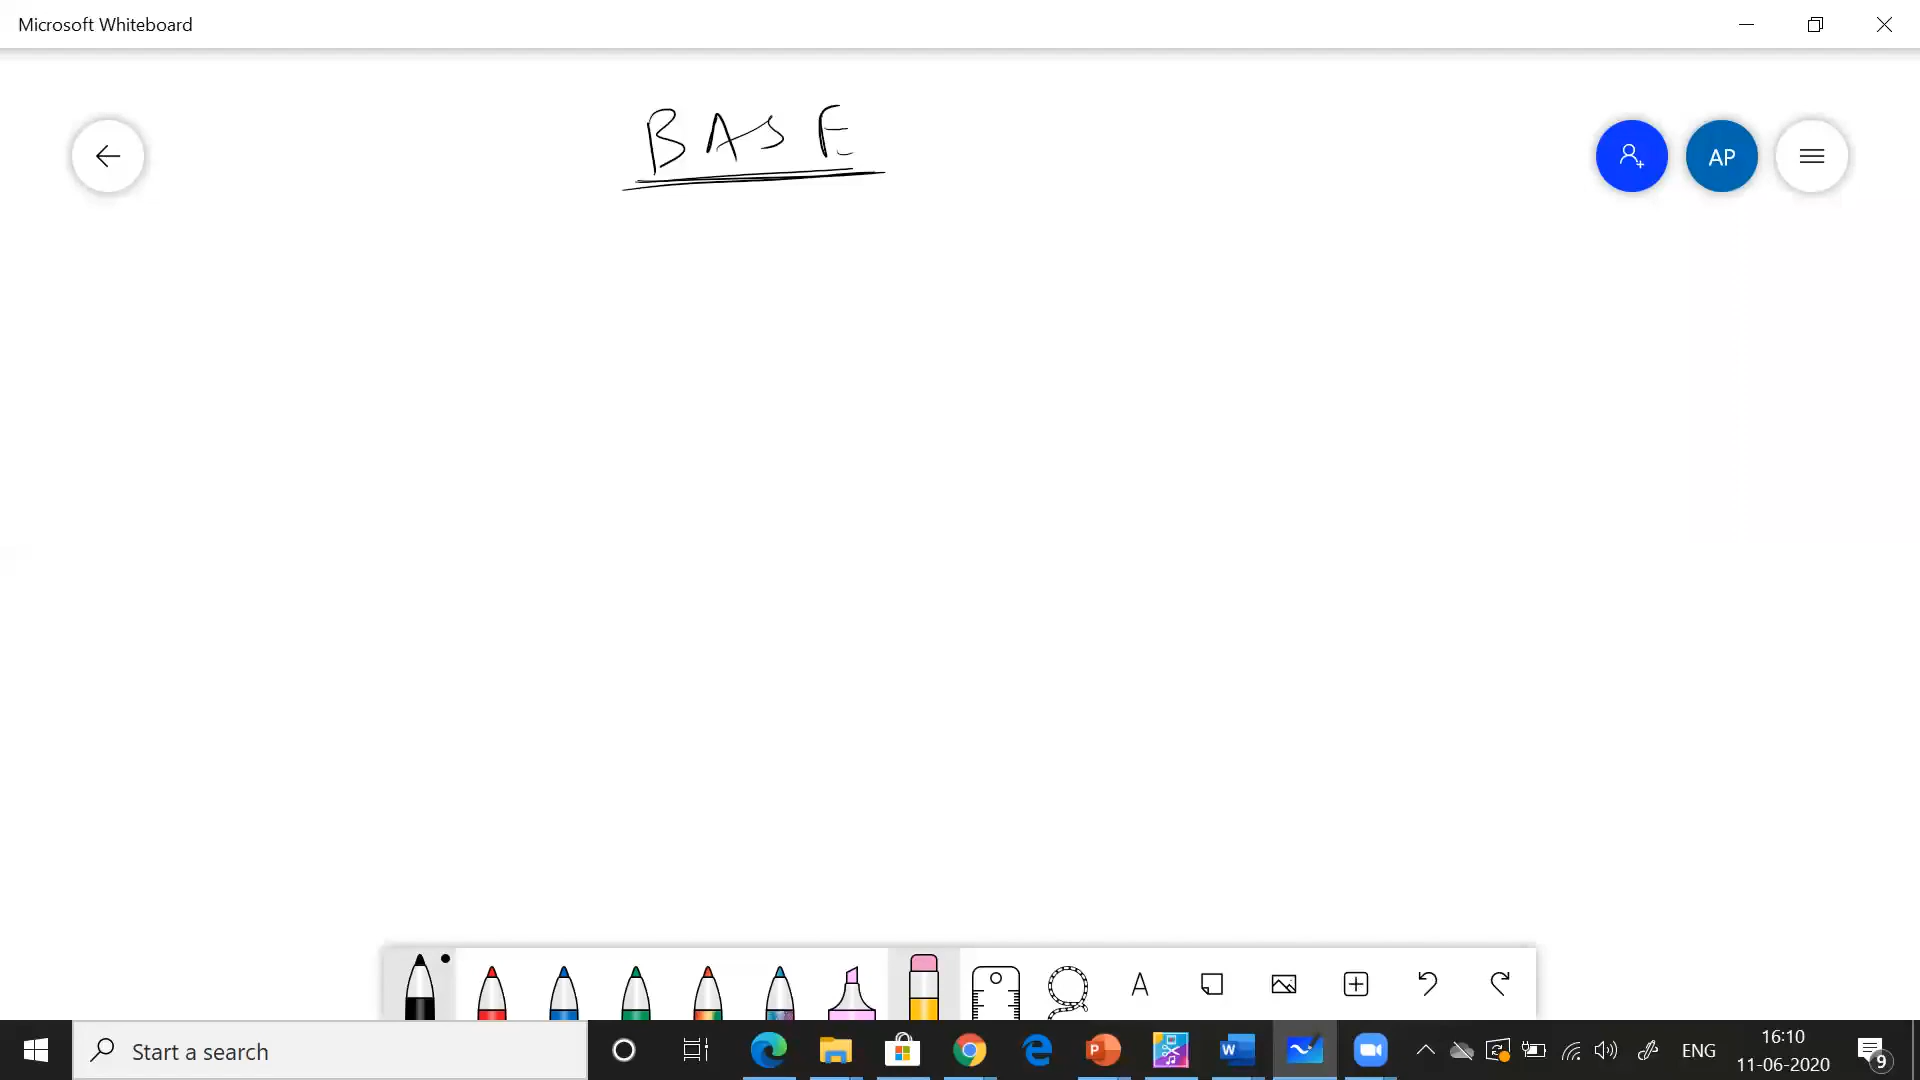 Microsoft Whiteboard
BASE
AP
Start a search
ENG
16:10
11-06-2020
9